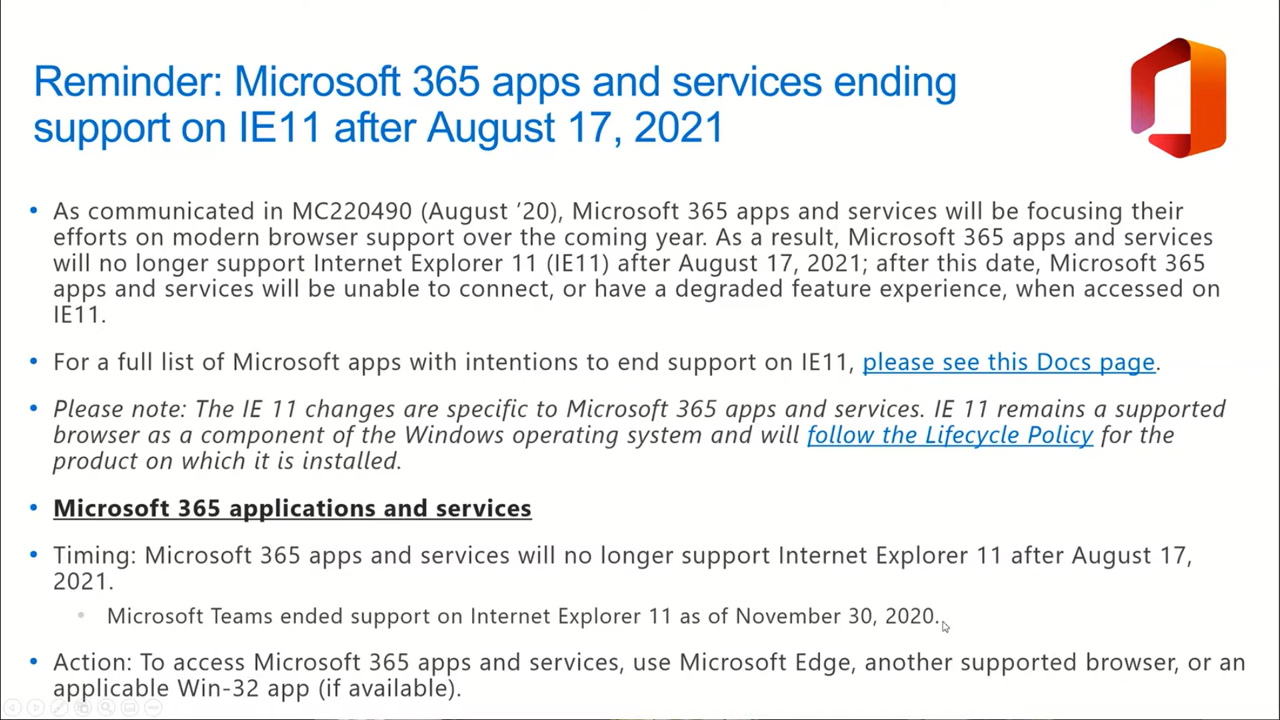 Reminder: Microsoft 365 apps and services ending
support on IE11 after August 17, 2021
• As communicated in MC220490 (August ’20), Microsoft 365 apps and services will be focusing their
efforts on modern browser support over the coming year. As a result, Microsoft 365 apps and services
will no longer support Internet Explorer 11 (IE11) after August 17, 2021; after this date, Microsoft 365
apps and services will be unable to connect, or have a degraded feature experience, when accessed on
IE11.
• For a full list of Microsoft apps with intentions to end support on IE11, please see this Docs page.
• Please note: The IE 11 changes are specific to Microsoft 365 apps and services. IE 11 remains a supported
browser as a component of the Windows operating system and will follow the Lifecycle Policy for the
product on which it is installed.
• Microsoft 365 applications and services
• Timing: Microsoft 365 apps and services will no longer support Internet Explorer 11 after August 17,
2021.
• Microsoft Teams ended support on Internet Explorer 11 as of November 30, 2020.
• Action: To access Microsoft 365 apps and services, use Microsoft Edge, another supported browser, or an
applicable Win-32 app (if available).